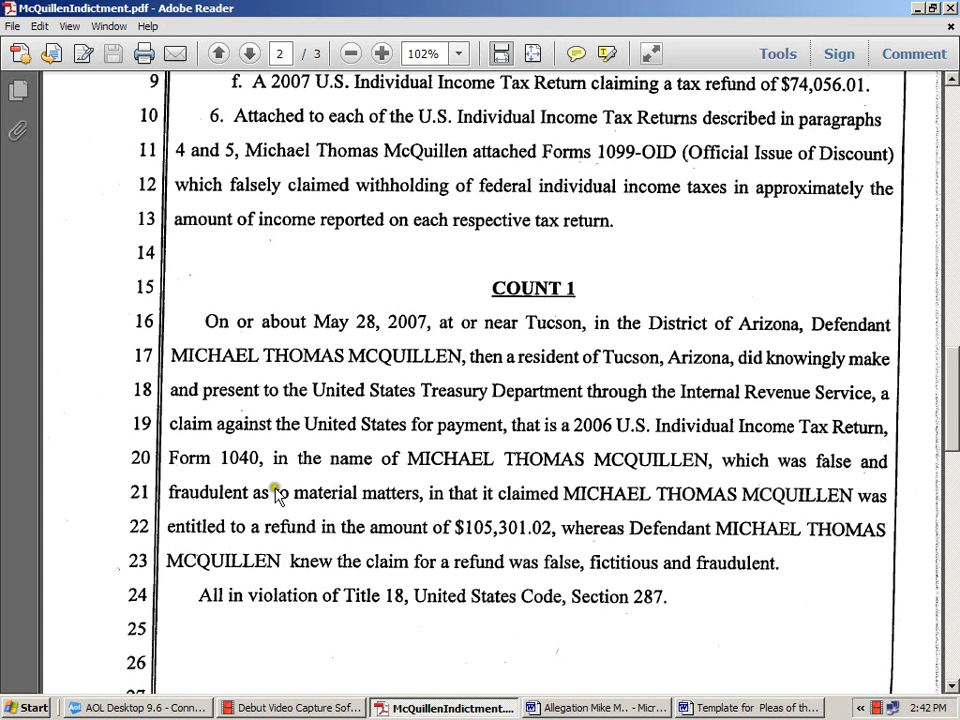 McQuillenIndictment.pdf - Adobe Reader
File Edit View Window Help
2 / 3 102% Tools Sign Comment
9 f. A 2007 U.S. Individual Income Tax Return claiming a tax refund of $74,056.01.
10 6. Attached to each of the U.S. Individual Income Tax Returns described in paragraphs
11 4 and 5, Michael Thomas McQuillen attached Forms 1099-OID (Official Issue of Discount)
12 which falsely claimed withholding of federal individual income taxes in approximately the
13 amount of income reported on each respective tax return.
14
15 COUNT 1
16 On or about May 28, 2007, at or near Tucson, in the District of Arizona, Defendant
17 MICHAEL THOMAS MCQUILLEN, then a resident of Tucson, Arizona, did knowingly make
18 and present to the United States Treasury Department through the Internal Revenue Service, a
19 claim against the United States for payment, that is a 2006 U.S. Individual Income Tax Return,
20 Form 1040, in the name of MICHAEL THOMAS MCQUILLEN, which was false and
21 fraudulent as to material matters, in that it claimed MICHAEL THOMAS MCQUILLEN was
22 entitled to a refund in the amount of $105,301.02, whereas Defendant MICHAEL THOMAS
23 MCQUILLEN knew the claim for a refund was false, fictitious and fraudulent.
24 All in violation of Title 18, United States Code, Section 287.
25
26
Start AOL Desktop 9.6 - Conn... Debut Video Capture Sof... McQuillenIndictment.... Allegation Mike M.. - Micr... Template for Pleas of th... « 2:42 PM